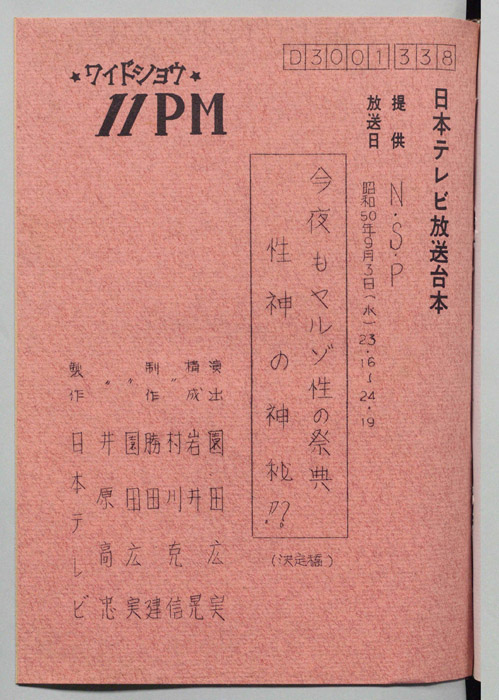 D3001338
日本テレビ放送台本
提供 N・S・P
放送日 昭和50年9月3日(水)23・16~24・19
★ワイドショウ★
11PM
今夜もヤルゾ性の祭典
性神の神秘!?
(決定編)
演出 園田広実
構成 岩井晃
〃 村川克信
制作 勝田建
〃 園田広実
〃 井原高忠
製作 日本テレビ